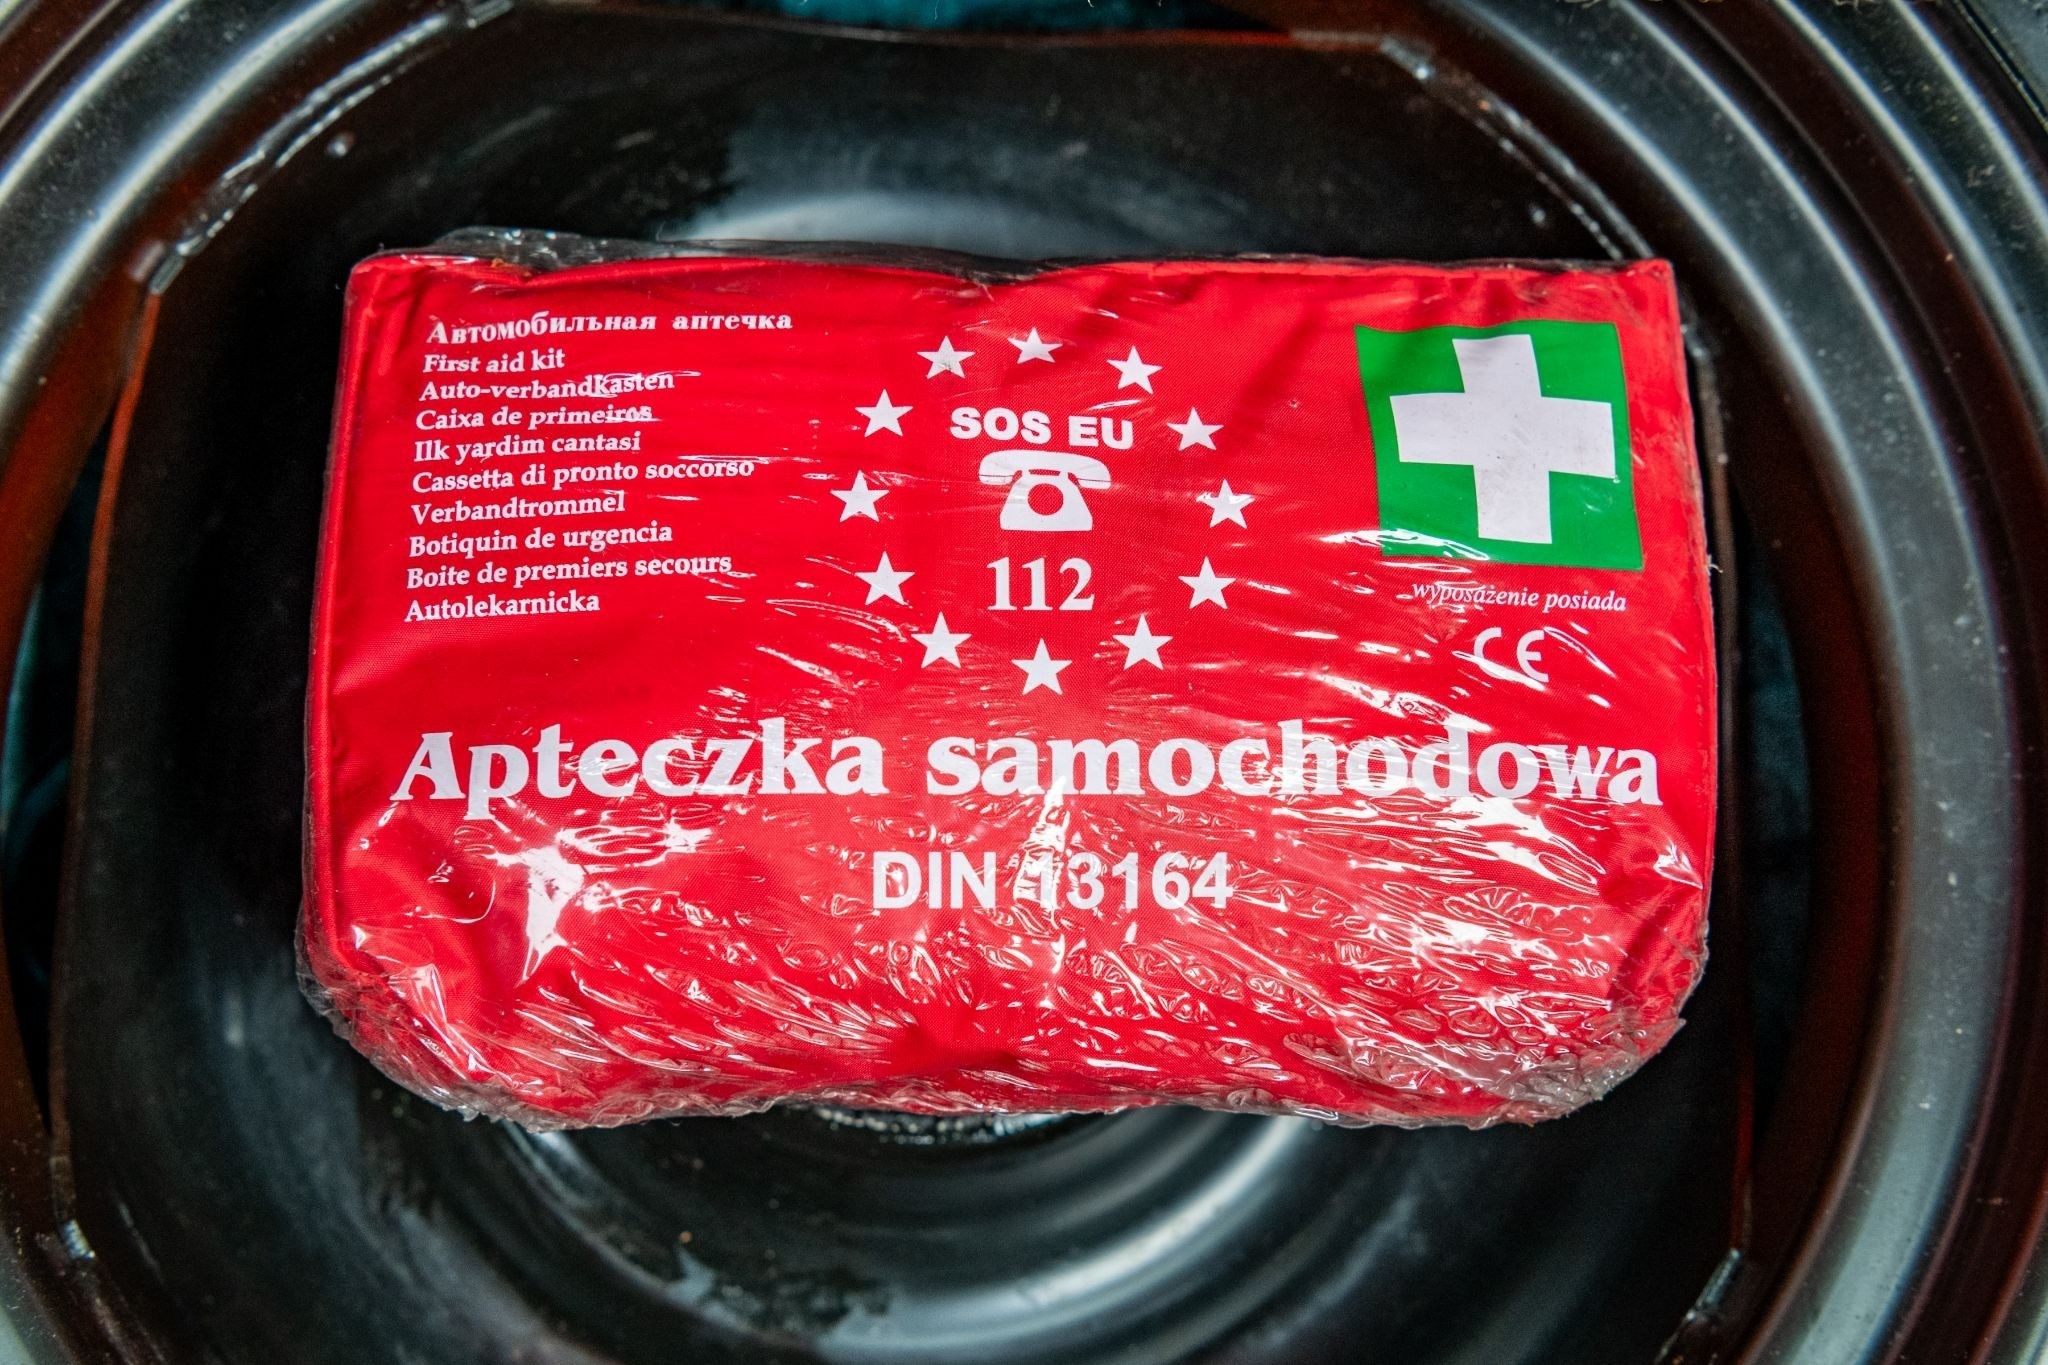 Автомобильная аптечка
First aid kit
Auto-verbandkasten
Caixa de primeiros
Ilk yardim cantasi
Cassetta di pronto soccorso
Verbandtrommel
Botiquin de urgencia
Boite de premiers secours
Autolekarnicka
SOS EU
112
wyposażenie posiada
CE
Apteczka samochodowa
DIN 13164